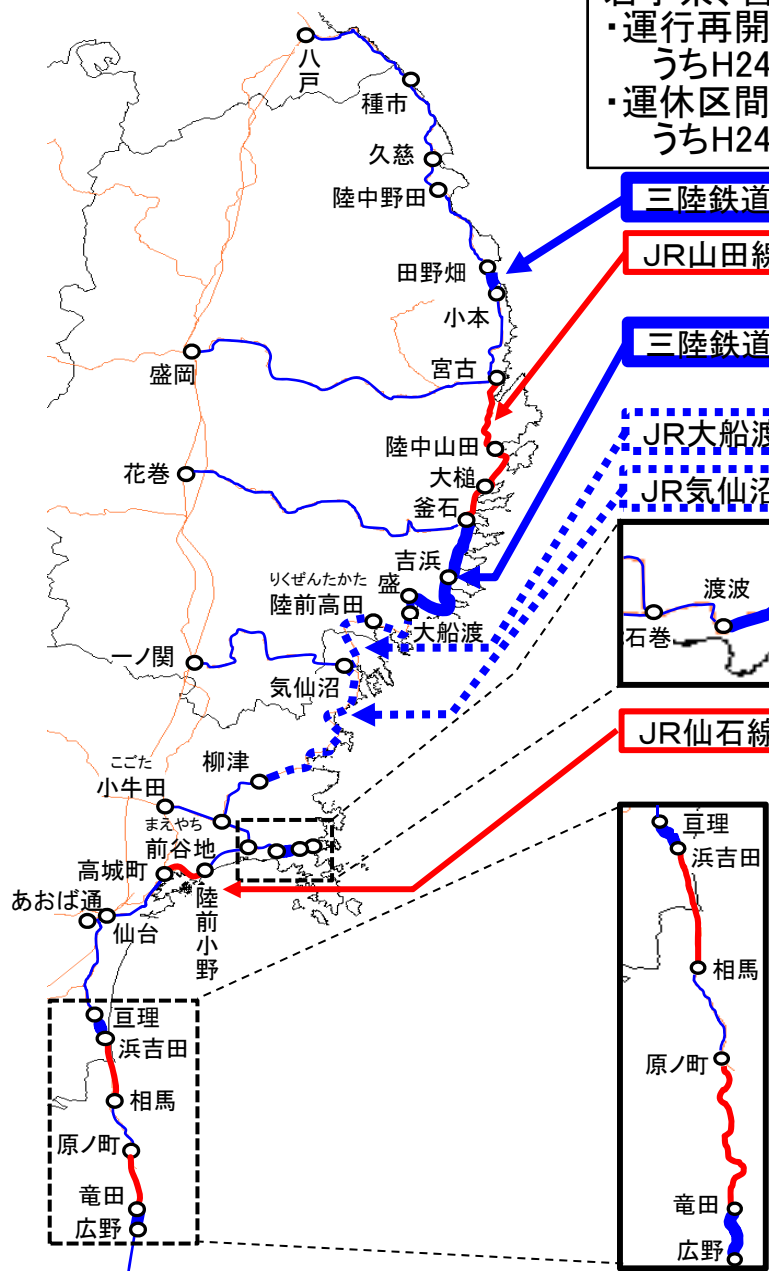 ・運行再開
うちH24
・運休区間
うちH24
八戸
種市
久慈
陸中野田
三陸鉄道
田野畑
JR山田線
小本
三陸鉄道
盛岡
宮古
陸中山田
JR大船渡
花巻
大槌
JR気仙沼
釜石
吉浜
りくぜんたかた
盛
陸前高田
大船渡
渡波
石巻
一ノ関
気仙沼
JR仙石線
柳津
こごた
小牛田
まえやち
前谷地
高城町
あおば通
仙台
陸前小野
亘理
浜吉田
相馬
原ノ町
竜田
広野
亘理
浜吉田
相馬
原ノ町
竜田
広野